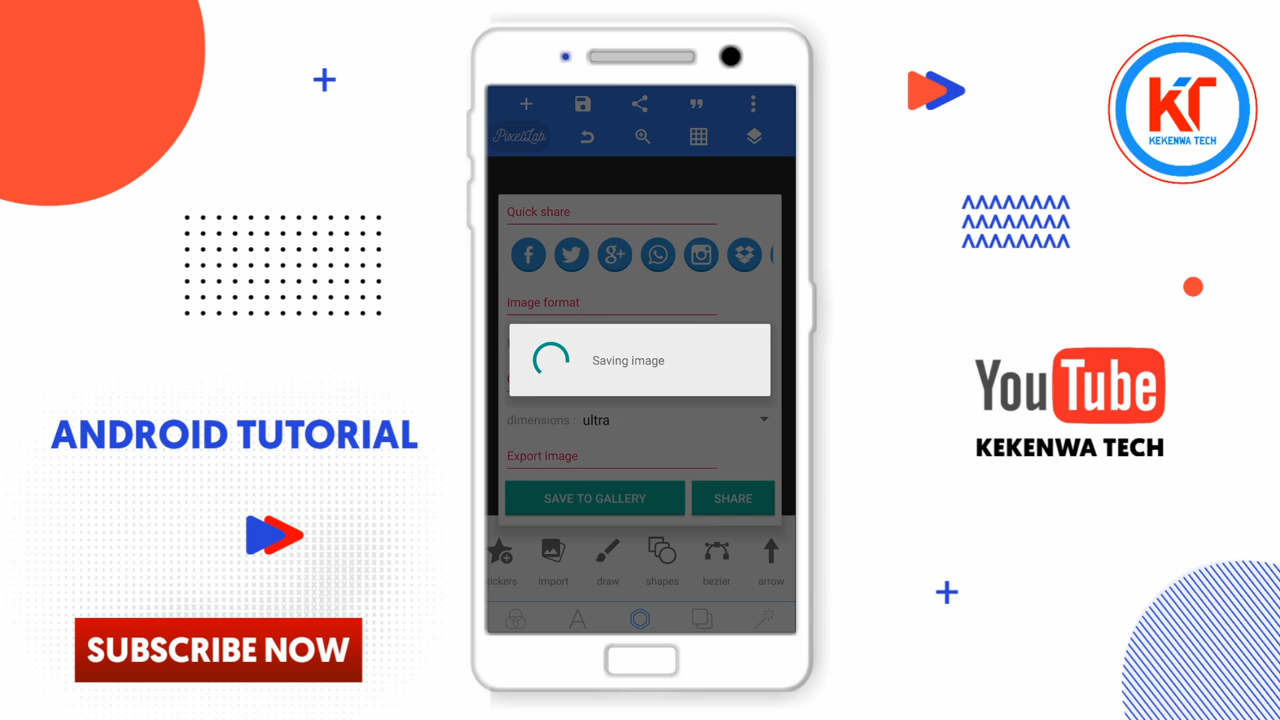 KT
KEKENWA TECH
PixelLab
Quick share
Image format
Saving image
dimensions : ultra
Export image
SAVE TO GALLERY
SHARE
tickers
import
draw
shapes
bezier
arrow
ANDROID TUTORIAL
SUBSCRIBE NOW
YouTube
KEKENWA TECH